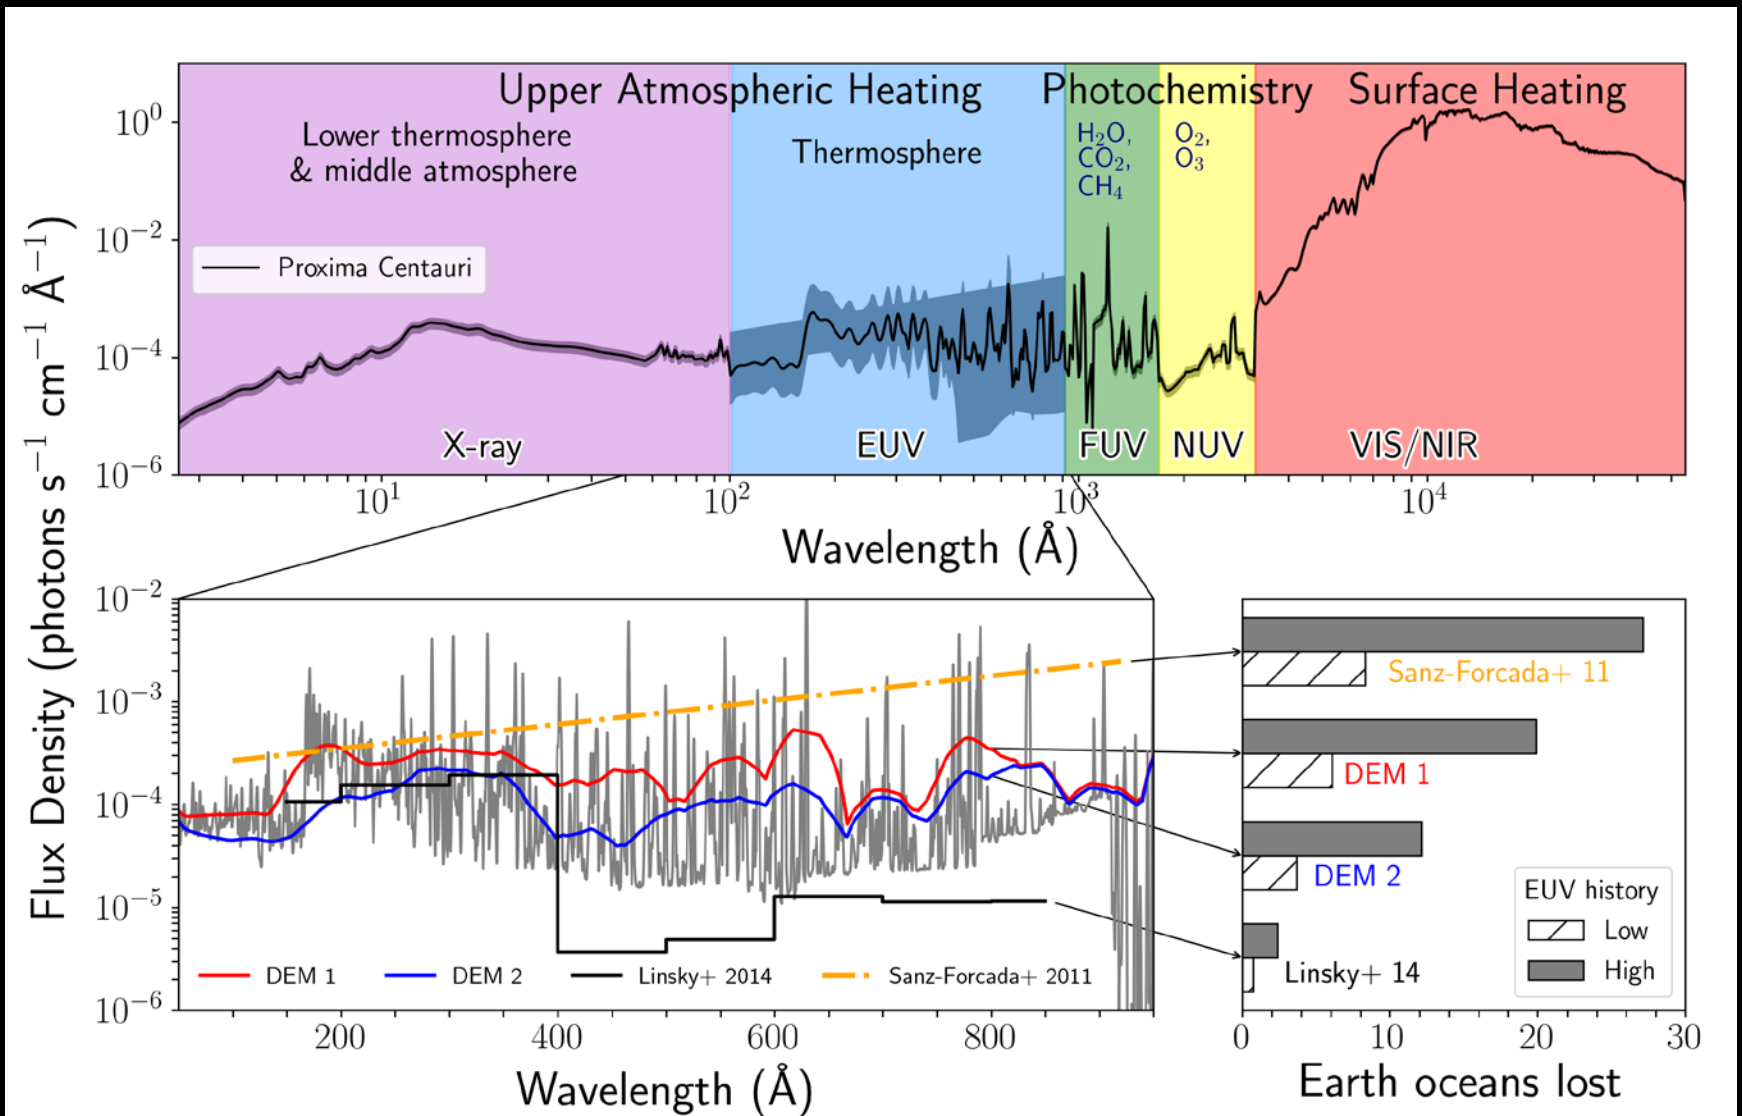 Upper Atmospheric Heating
Photochemistry
Surface Heating
Lower thermosphere
& middle atmosphere
Thermosphere
H₂O,
CO₂,
CH₄
O₂,
O₃
Proxima Centauri
X-ray
EUV
FUV
NUV
VIS/NIR
10⁰
10⁻²
10⁻⁴
10⁻⁶
10¹
10²
10³
10⁴
Wavelength (Å)
Flux Density (photons s⁻¹ cm⁻¹ Å⁻¹)
10⁻²
10⁻³
10⁻⁴
10⁻⁵
10⁻⁶
DEM 1
DEM 2
Linsky+ 2014
Sanz-Forcada+ 2011
200
400
600
800
Wavelength (Å)
Sanz-Forcada+ 11
DEM 1
DEM 2
Linsky+ 14
EUV history
Low
High
0
10
20
30
Earth oceans lost